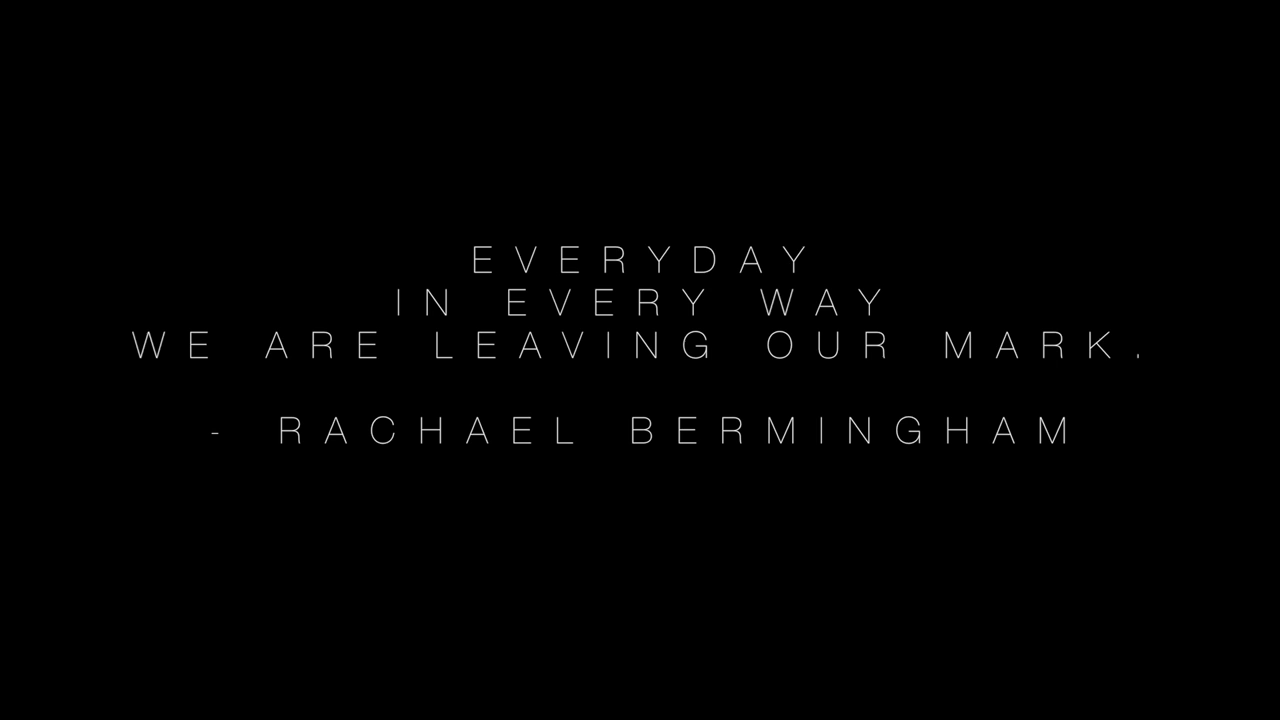 EVERYDAY
IN EVERY WAY
WE ARE LEAVING OUR MARK.
- RACHAEL BERMINGHAM